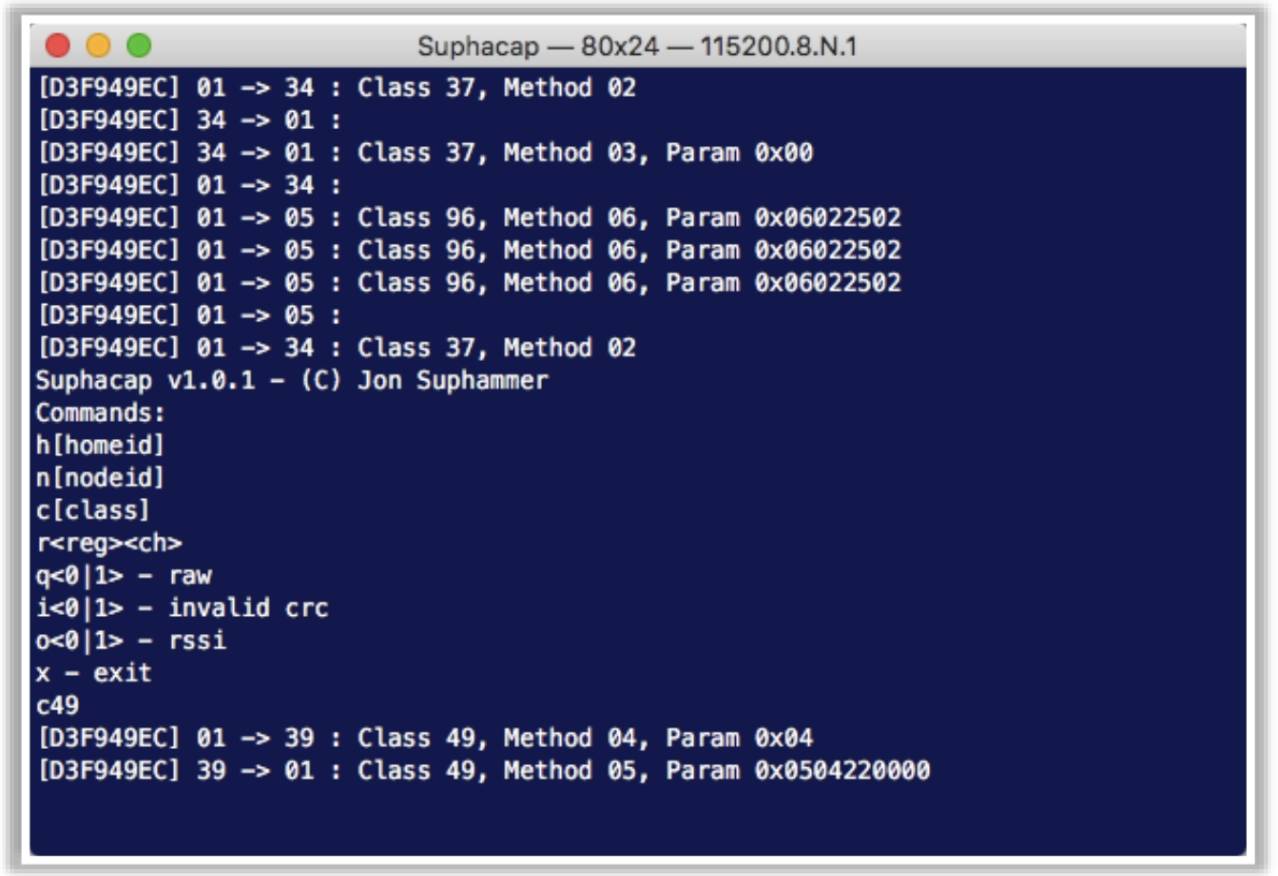 Suphacap — 80x24 — 115200.8.N.1
[D3F949EC] 01 -> 34 : Class 37, Method 02
[D3F949EC] 34 -> 01 :
[D3F949EC] 34 -> 01 : Class 37, Method 03, Param 0x00
[D3F949EC] 01 -> 34 :
[D3F949EC] 01 -> 05 : Class 96, Method 06, Param 0x06022502
[D3F949EC] 01 -> 05 : Class 96, Method 06, Param 0x06022502
[D3F949EC] 01 -> 05 : Class 96, Method 06, Param 0x06022502
[D3F949EC] 01 -> 05 :
[D3F949EC] 01 -> 34 : Class 37, Method 02
Suphacap v1.0.1 - (C) Jon Suphammer
Commands:
h[homeid]
n[nodeid]
c[class]
r<reg><ch>
q<0|1> - raw
i<0|1> - invalid crc
o<0|1> - rssi
x - exit
c49
[D3F949EC] 01 -> 39 : Class 49, Method 04, Param 0x04
[D3F949EC] 39 -> 01 : Class 49, Method 05, Param 0x0504220000